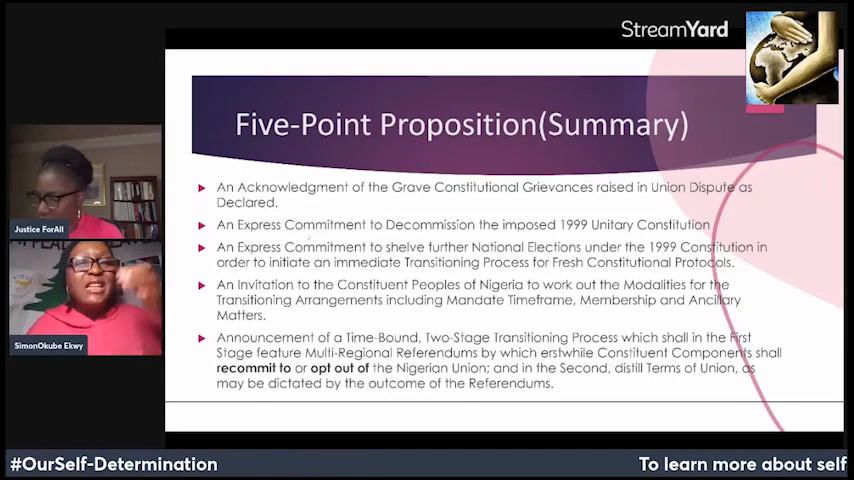 StreamYard
Five-Point Proposition(Summary)
An Acknowledgment of the Grave Constitutional Grievances raised in Union Dispute as
Declared.
An Express Commitment to Decommission the imposed 1999 Unitary Constitution
An Express Commitment to shelve further National Elections under the 1999 Constitution in
order to initiate an immediate Transitioning Process for Fresh Constitutional Protocols.
An Invitation to the Constituent Peoples of Nigeria to work out the Modalities for the
Transitioning Arrangements including Mandate Timeframe, Membership and Ancillary
Matters.
Announcement of a Time-Bound, Two-Stage Transitioning Process which shall in the First
Stage feature Multi-Regional Referendums by which erstwhile Constituent Components shall
recommit to or opt out of the Nigerian Union; and in the Second, distill Terms of Union, as
may be dictated by the outcome of the Referendums.
Justice ForAll
SimonOkube Ekwy
#OurSelf-Determination
To learn more about self